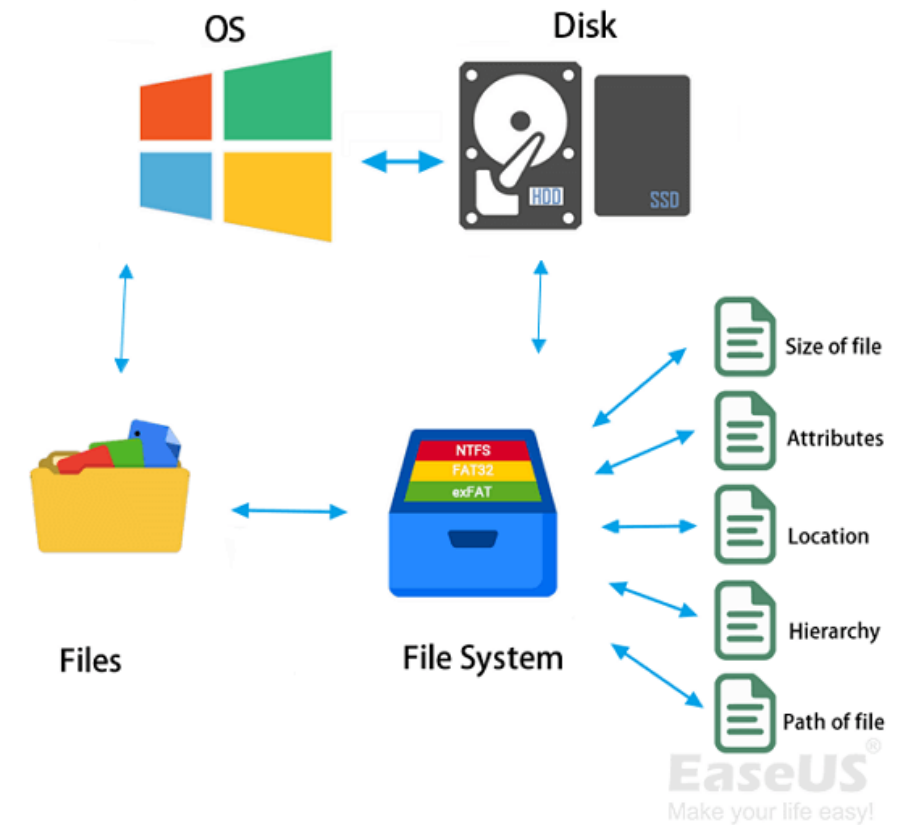 OS
Disk
HDD
SSD
Size of file
NTFS
FAT32
exFAT
Attributes
Location
Hierarchy
Files
File System
Path of file
EaseUS®
Make your life easy!